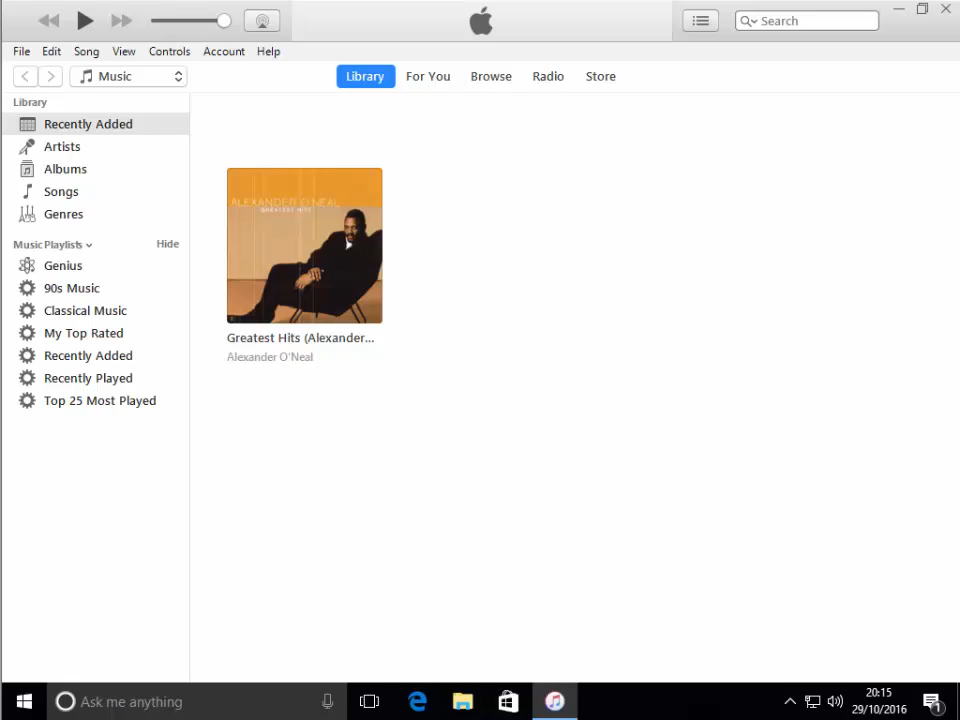 Search
File Edit Song View Controls Account Help
Music
Library For You Browse Radio Store
Library
Recently Added
Artists
Albums
Songs
Genres
Music Playlists
Hide
Genius
90s Music
Classical Music
My Top Rated
Recently Added
Recently Played
Top 25 Most Played
ALEXANDER O'NEAL
GREATEST HITS
Greatest Hits (Alexander...
Alexander O'Neal
Ask me anything
20:15
29/10/2016
1